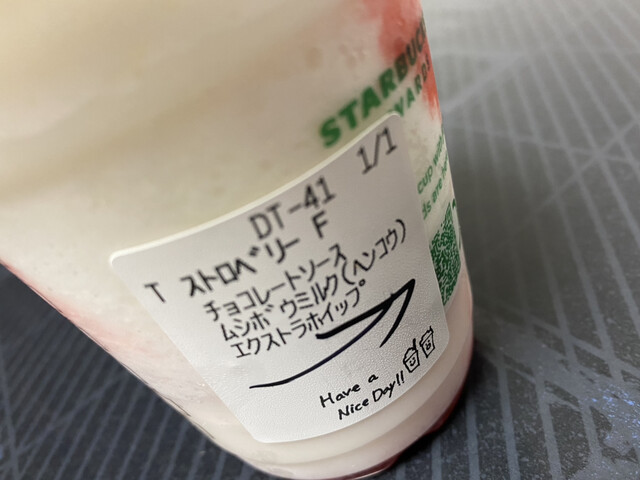 STARBUCKS
DT-41 1/1
T ストロベリー F
チョコレートソース
ムシボウミルク(ヘンコウ)
エクストラホイップ
Have a
Nice Day!!
cup